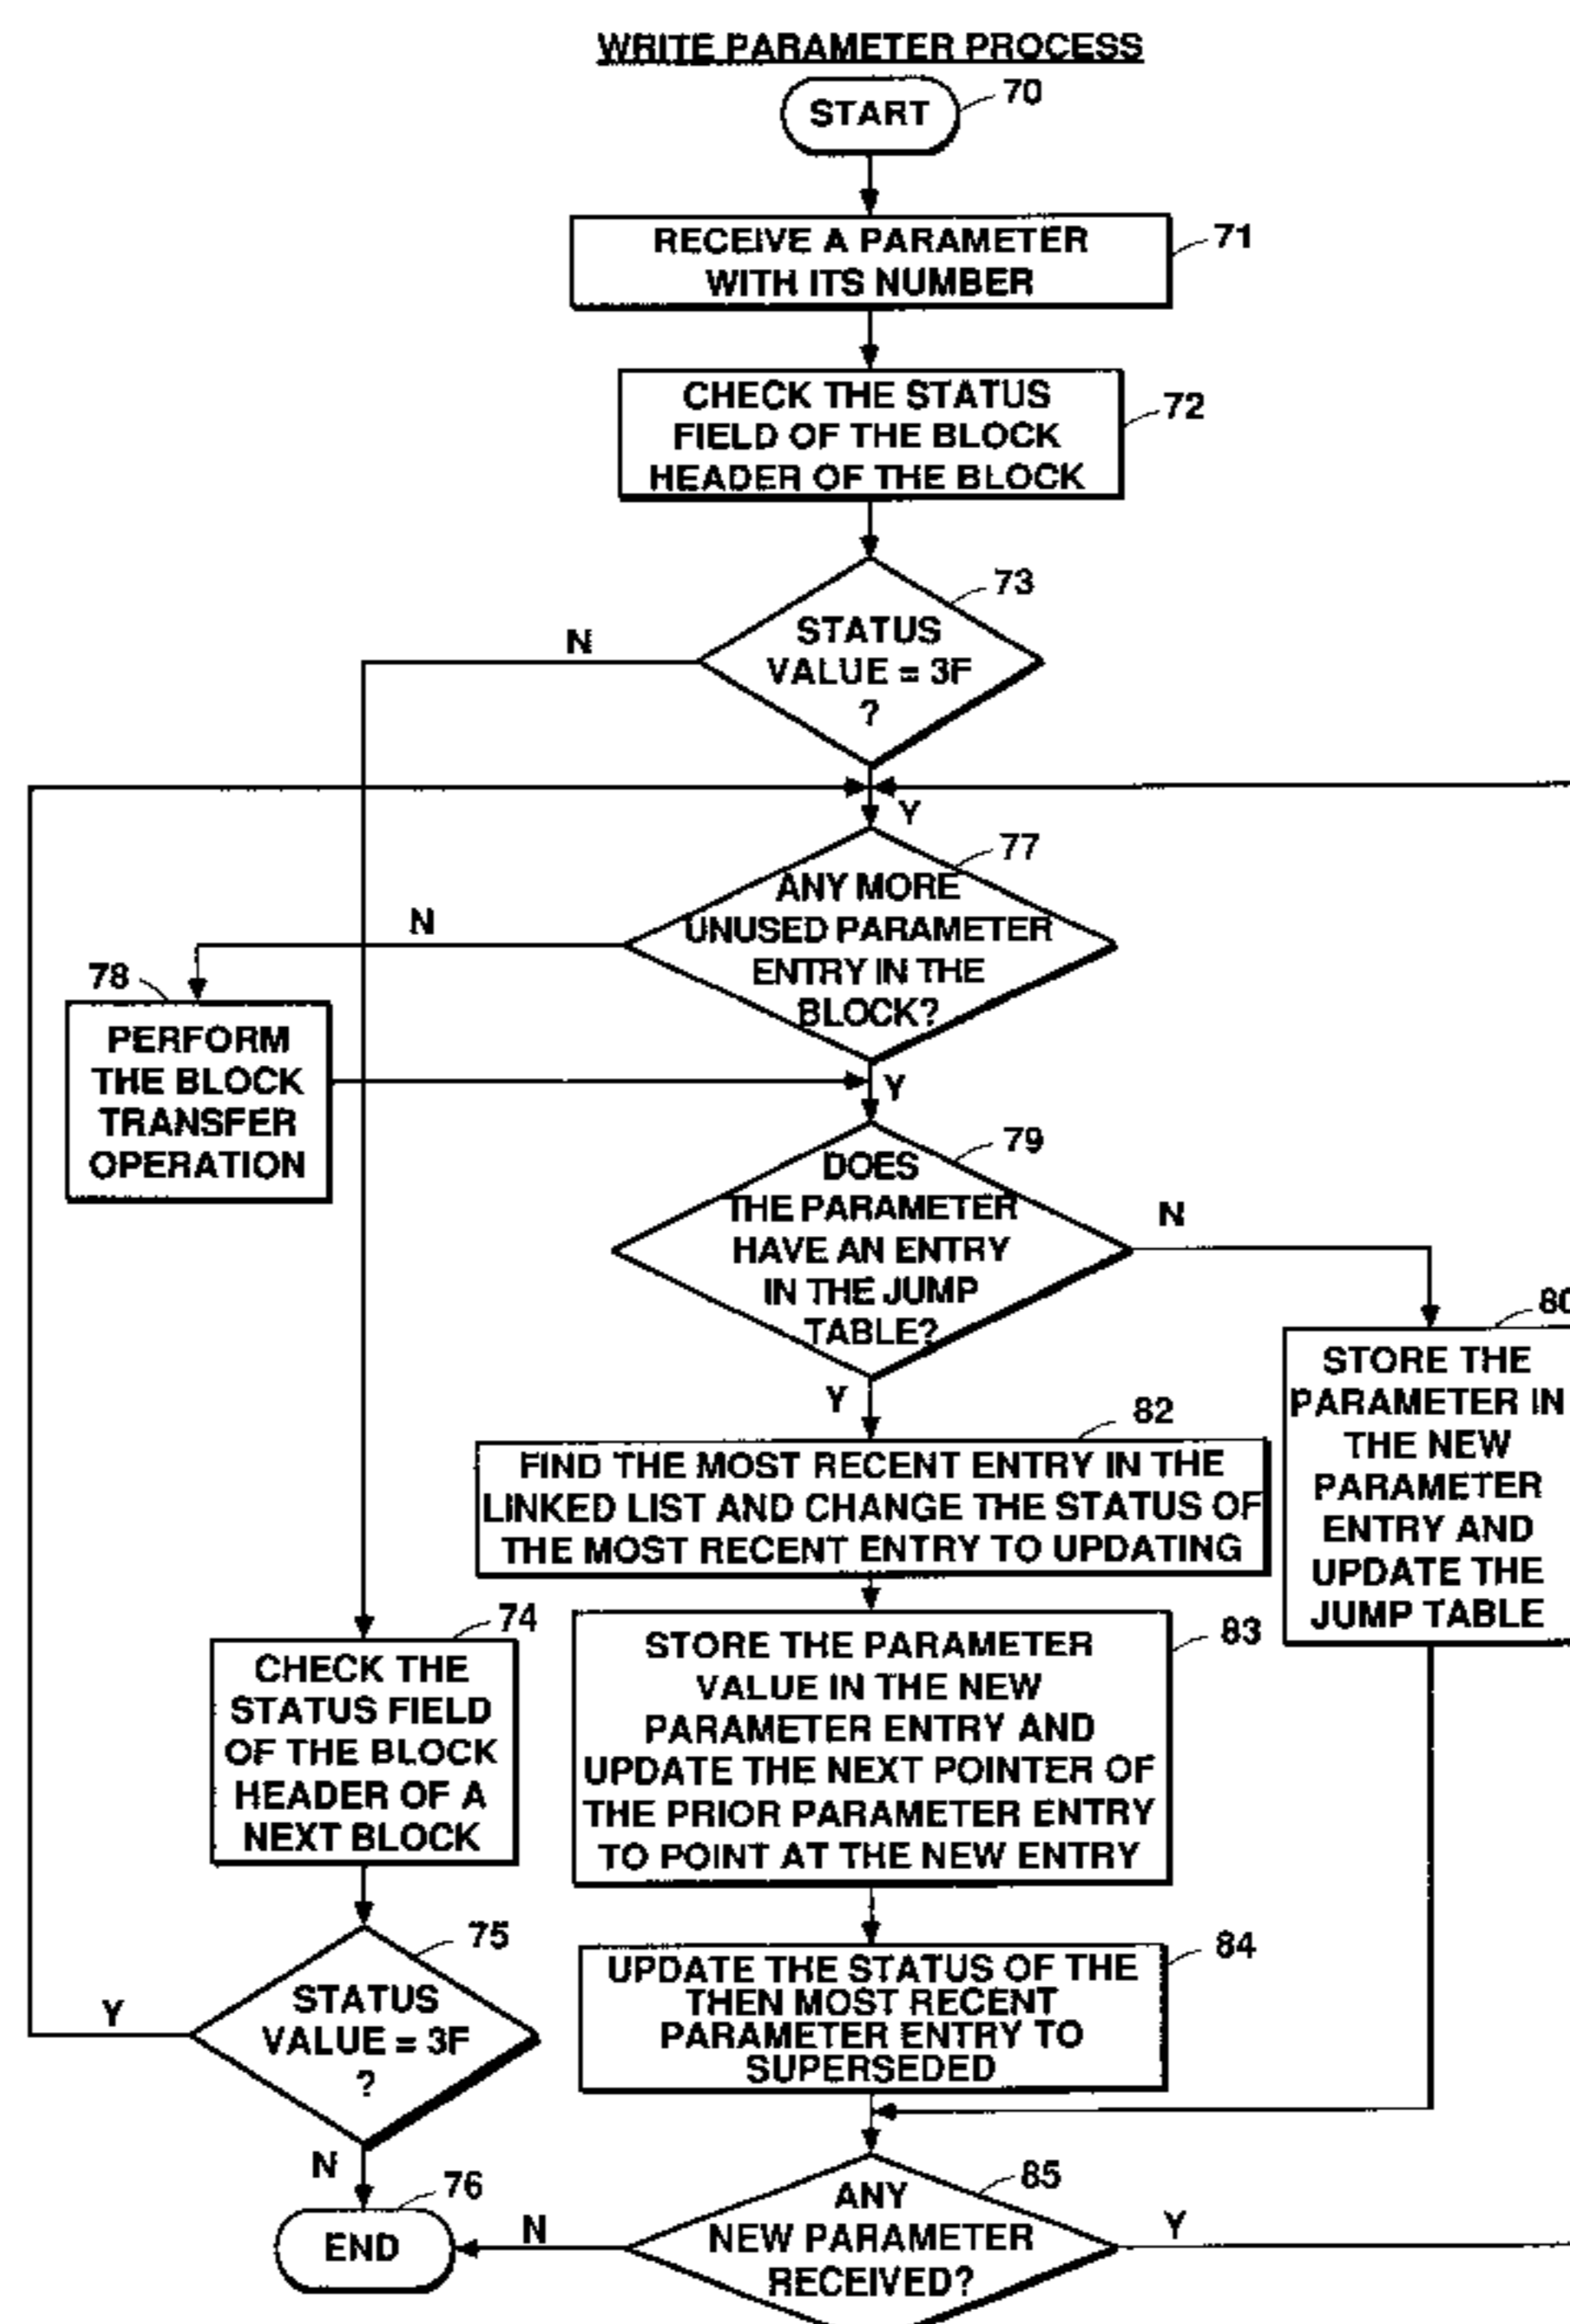 WRITE PARAMETER PROCESS
START
70
RECEIVE A PARAMETER
WITH ITS NUMBER
71
CHECK THE STATUS
FIELD OF THE BLOCK
HEADER OF THE BLOCK
72
73
STATUS
VALUE = 3F
?
N
Y
77
ANY MORE
UNUSED PARAMETER
ENTRY IN THE
BLOCK?
N
78
PERFORM
THE BLOCK
TRANSFER
OPERATION
Y
79
DOES
THE PARAMETER
HAVE AN ENTRY
IN THE JUMP
TABLE?
N
80
STORE THE
PARAMETER IN
THE NEW
PARAMETER
ENTRY AND
UPDATE THE
JUMP TABLE
Y
82
FIND THE MOST RECENT ENTRY IN THE
LINKED LIST AND CHANGE THE STATUS OF
THE MOST RECENT ENTRY TO UPDATING
83
STORE THE PARAMETER
VALUE IN THE NEW
PARAMETER ENTRY AND
UPDATE THE NEXT POINTER OF
THE PRIOR PARAMETER ENTRY
TO POINT AT THE NEW ENTRY
74
CHECK THE
STATUS FIELD
OF THE BLOCK
HEADER OF A
NEXT BLOCK
75
STATUS
VALUE = 3F
?
Y
N
84
UPDATE THE STATUS OF THE
THEN MOST RECENT
PARAMETER ENTRY TO
SUPERSEDED
76
END
N
85
ANY
NEW PARAMETER
RECEIVED?
Y